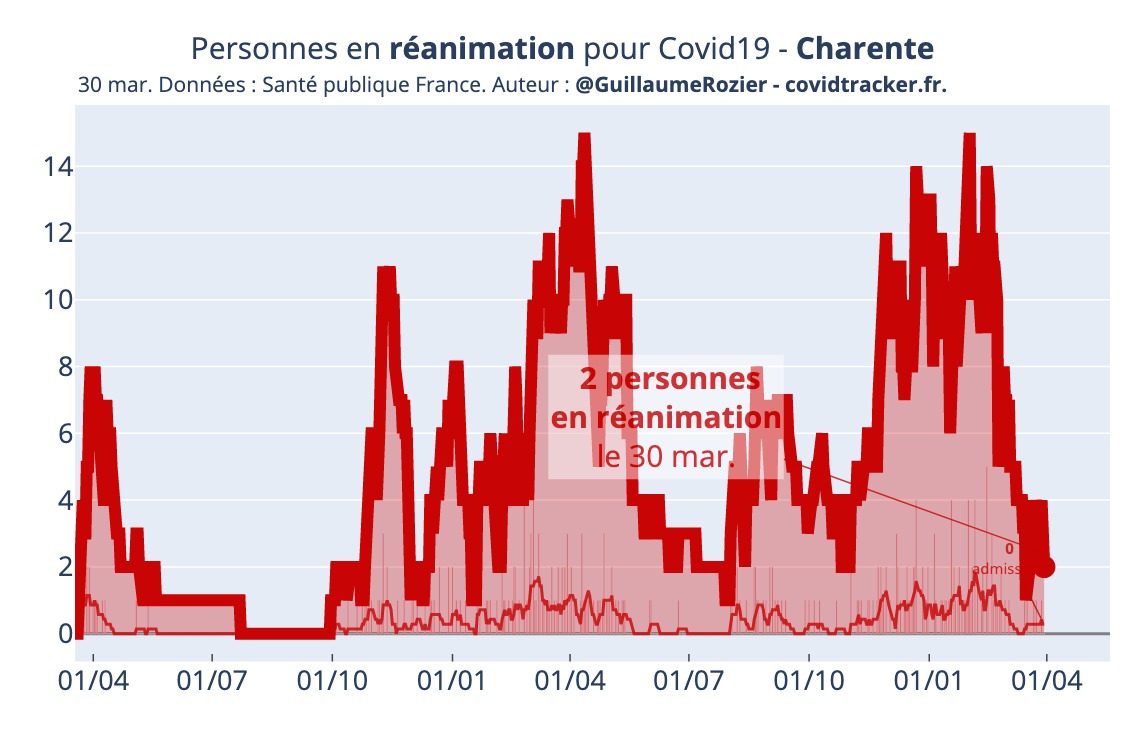 Personnes en réanimation pour Covid19 - Charente
30 mar. Données : Santé publique France. Auteur : @GuillaumeRozier - covidtracker.fr.
14
12
10
8
2 personnes
en réanimation
6
le 30 mar.
4
0
admiss
2
0
01/04 01/07 01/10 01/01 01/04 01/07 01/10 01/01 01/04